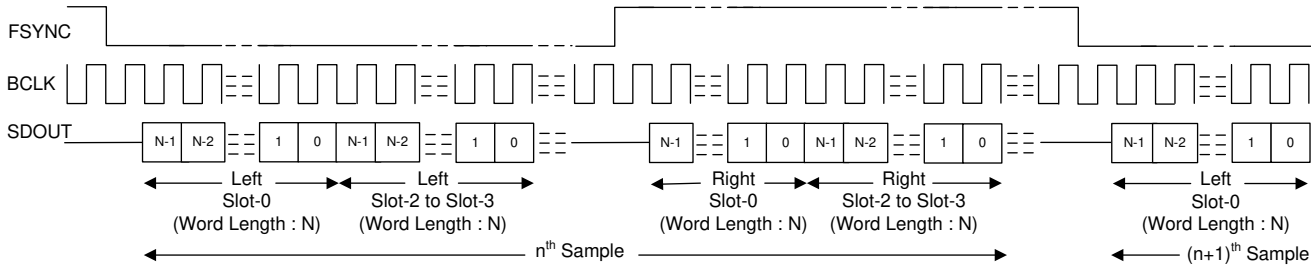 FSYNC
BCLK
SDOUT N-1 N-2 1 0 N-1 N-2 1 0 N-1 1 0 N-1 N-2 1 0 N-1 N-2 1 0
Left Left Right Right Left
Slot-0 Slot-2 to Slot-3 Slot-0 Slot-2 to Slot-3 Slot-0
(Word Length : N) (Word Length : N) (Word Length : N) (Word Length : N) (Word Length : N)
nth Sample (n+1)th Sample